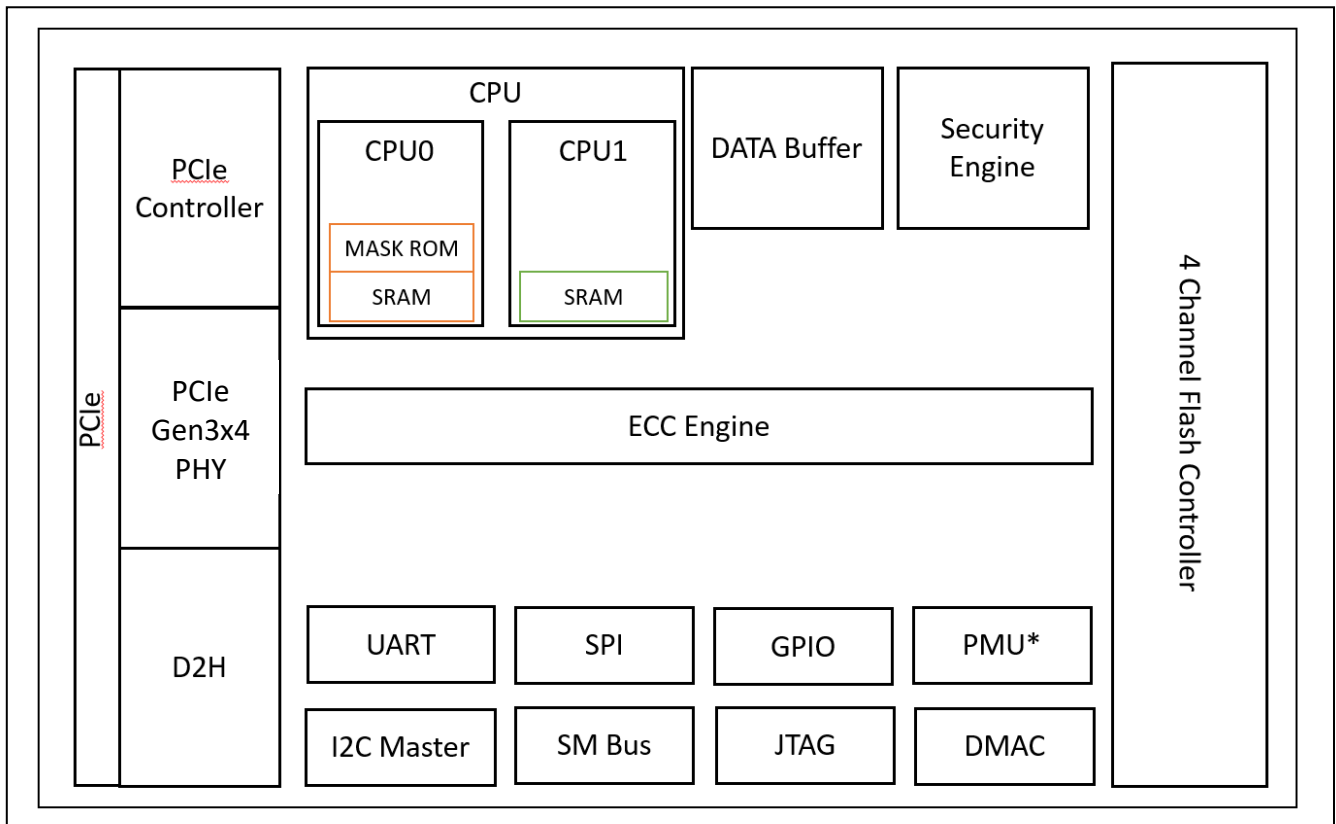 PCIe
PCIe
Controller
PCIe
Gen3x4
PHY
D2H
CPU
CPU0
MASK ROM
SRAM
CPU1
SRAM
DATA Buffer
Security
Engine
ECC Engine
UART
SPI
GPIO
PMU*
I2C Master
SM Bus
JTAG
DMAC
4 Channel Flash Controller